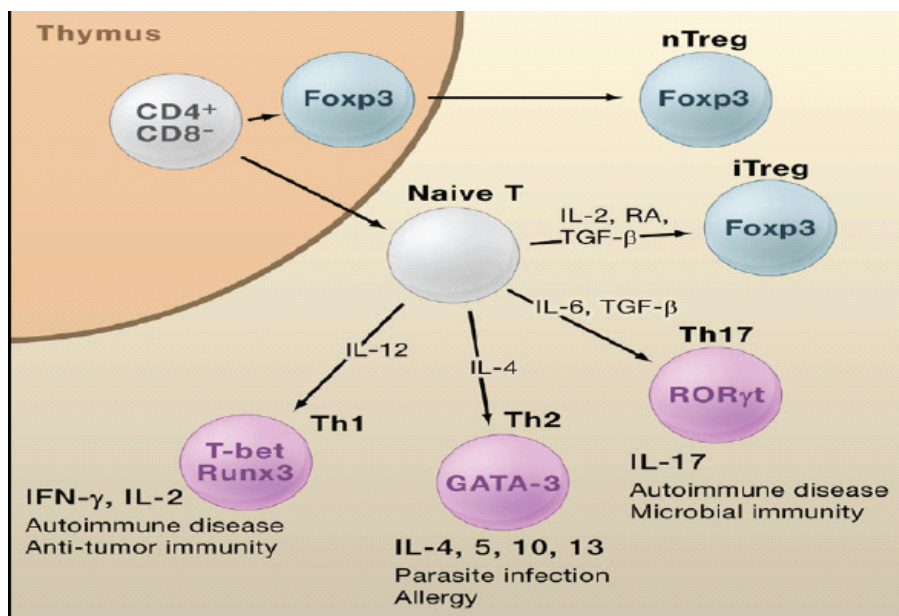 Thymus
CD4+
CD8-
Foxp3
nTreg
Foxp3
iTreg
Foxp3
Naive T
IL-2, RA,
TGF-β
IL-6, TGF-β
IL-12
IL-4
Th17
RORγt
IL-17
Autoimmune disease
Microbial immunity
Th1
T-bet
Runx3
IFN-γ, IL-2
Autoimmune disease
Anti-tumor immunity
Th2
GATA-3
IL-4, 5, 10, 13
Parasite infection
Allergy